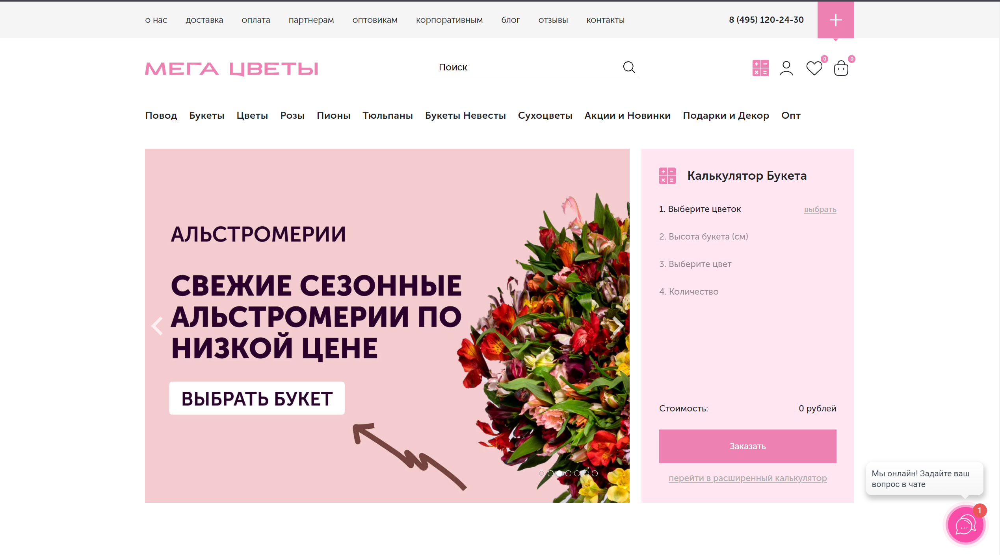 о нас доставка оплата партнерам оптовикам корпоративным блог отзывы контакты 8 (495) 120-24-30
МЕГА ЦВЕТЫ
Поиск
0
0
Повод Букеты Цветы Розы Пионы Тюльпаны Букеты Невесты Сухоцветы Акции и Новинки Подарки и Декор Опт
АЛЬСТРОМЕРИИ
СВЕЖИЕ СЕЗОННЫЕ
АЛЬСТРОМЕРИИ ПО
НИЗКОЙ ЦЕНЕ
ВЫБРАТЬ БУКЕТ
Калькулятор Букета
1. Выберите цветок выбрать
2. Высота букета (см)
3. Выберите цвет
4. Количество
Стоимость: 0 рублей
Заказать
перейти в расширенный калькулятор
Мы онлайн! Задайте ваш
вопрос в чате
1